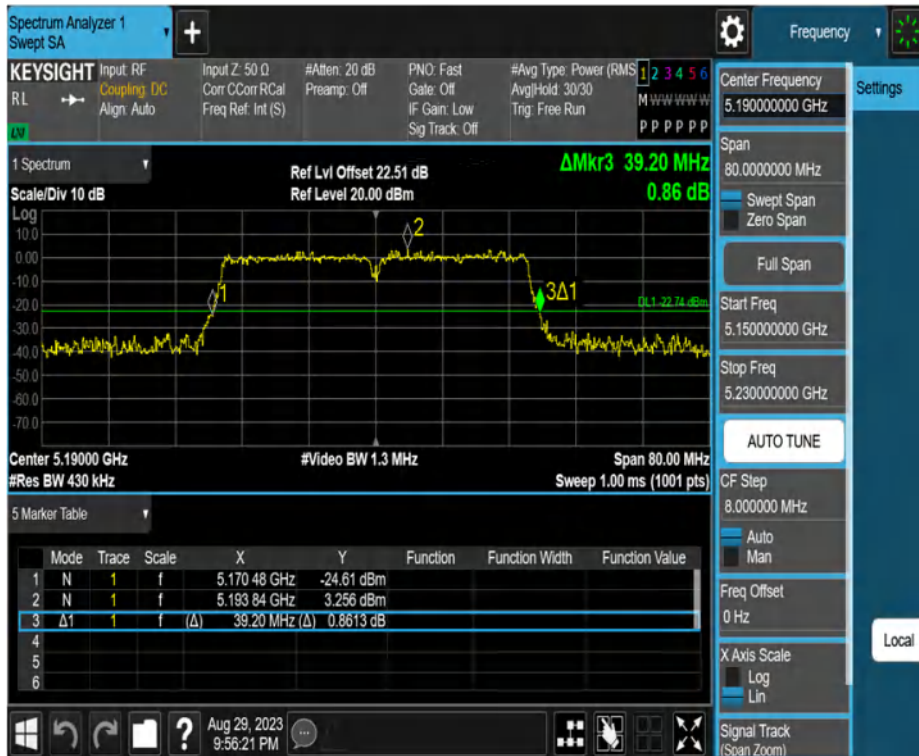 Spectrum Analyzer 1
Swept SA
+
Frequency
KEYSIGHT Input: RF Input Z: 50 Ω #Atten: 20 dB PNO: Fast #Avg Type: Power (RMS 1 2 3 4 5 6
RL Coupling: DC Corr CCorr RCal Preamp: Off Gate: Off Avg|Hold: 30/30 M W W W W W
Align: Auto Freq Ref: Int (S) IF Gain: Low Trig: Free Run
Sig Track: Off P P P P P P
LXI
1 Spectrum
Scale/Div 10 dB
Ref Lvl Offset 22.51 dB
Ref Level 20.00 dBm
ΔMkr3 39.20 MHz
0.86 dB
Log
10.0
0.00
-10.0
-20.0
-30.0
-40.0
-50.0
-60.0
-70.0
2
1
3Δ1
DL1 -22.74 dBm
Center 5.19000 GHz #Video BW 1.3 MHz Span 80.00 MHz
#Res BW 430 kHz Sweep 1.00 ms (1001 pts)
5 Marker Table
Mode Trace Scale X Y Function Function Width Function Value
1 N 1 f 5.170 48 GHz -24.61 dBm
2 N 1 f 5.193 84 GHz 3.256 dBm
3 Δ1 1 f (Δ) 39.20 MHz (Δ) 0.8613 dB
4
5
6
?
Aug 29, 2023
9:56:21 PM
Center Frequency
5.190000000 GHz
Span
80.0000000 MHz
Swept Span
Zero Span
Full Span
Start Freq
5.150000000 GHz
Stop Freq
5.230000000 GHz
AUTO TUNE
CF Step
8.000000 MHz
Auto
Man
Freq Offset
0 Hz
X Axis Scale
Log
Lin
Signal Track
(Span Zoom)
Settings
Local